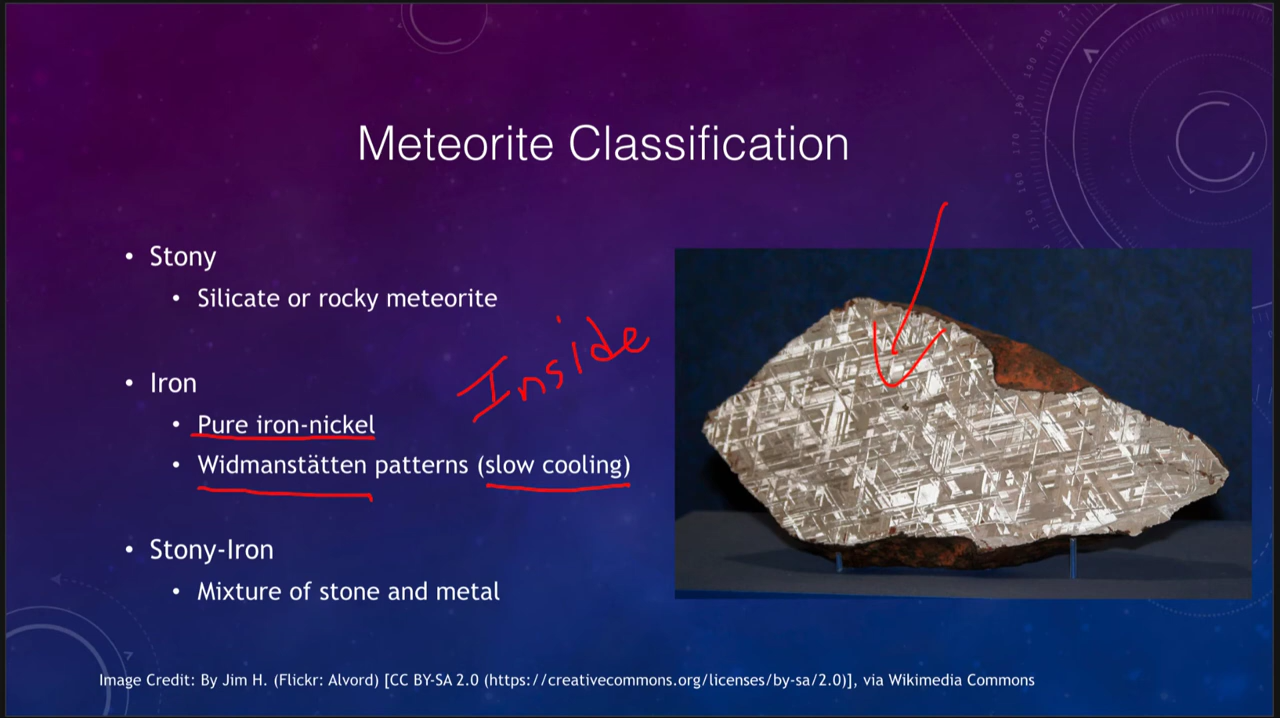 Meteorite Classification
• Stony
• Silicate or rocky meteorite
Inside
• Iron
• Pure iron-nickel
• Widmanstätten patterns (slow cooling)
• Stony-Iron
• Mixture of stone and metal
Image Credit: By Jim H. (Flickr: Alvord) [CC BY-SA 2.0 (https://creativecommons.org/licenses/by-sa/2.0)], via Wikimedia Commons